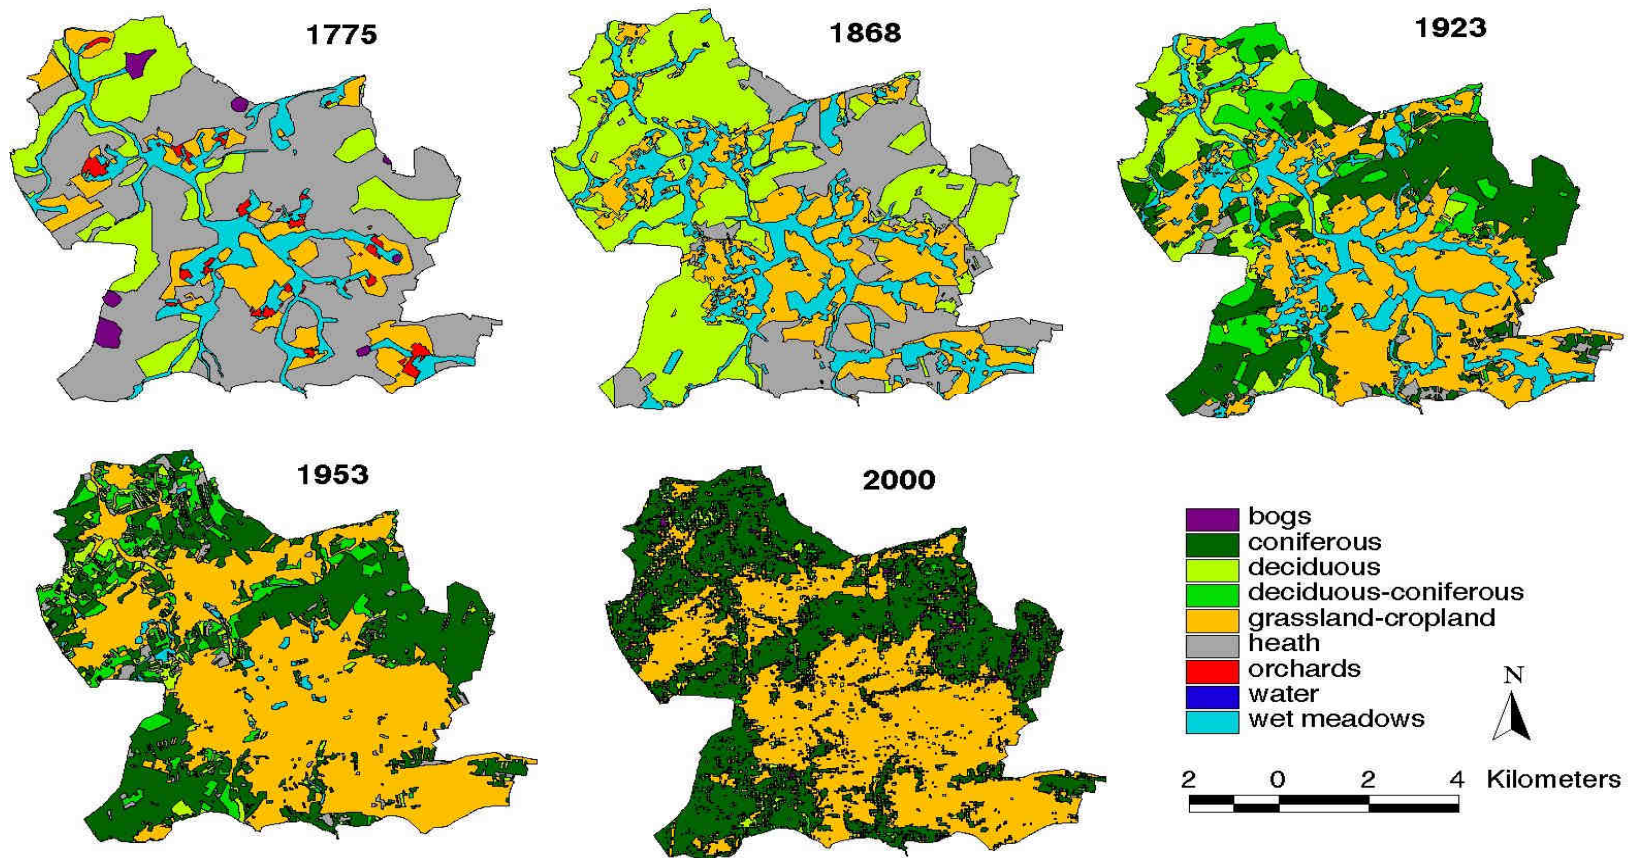 1775
1868
1923
1953
2000
bogs
coniferous
deciduous
deciduous-coniferous
grassland-cropland
heath
orchards
water
wet meadows
N
2 0 2 4 Kilometers